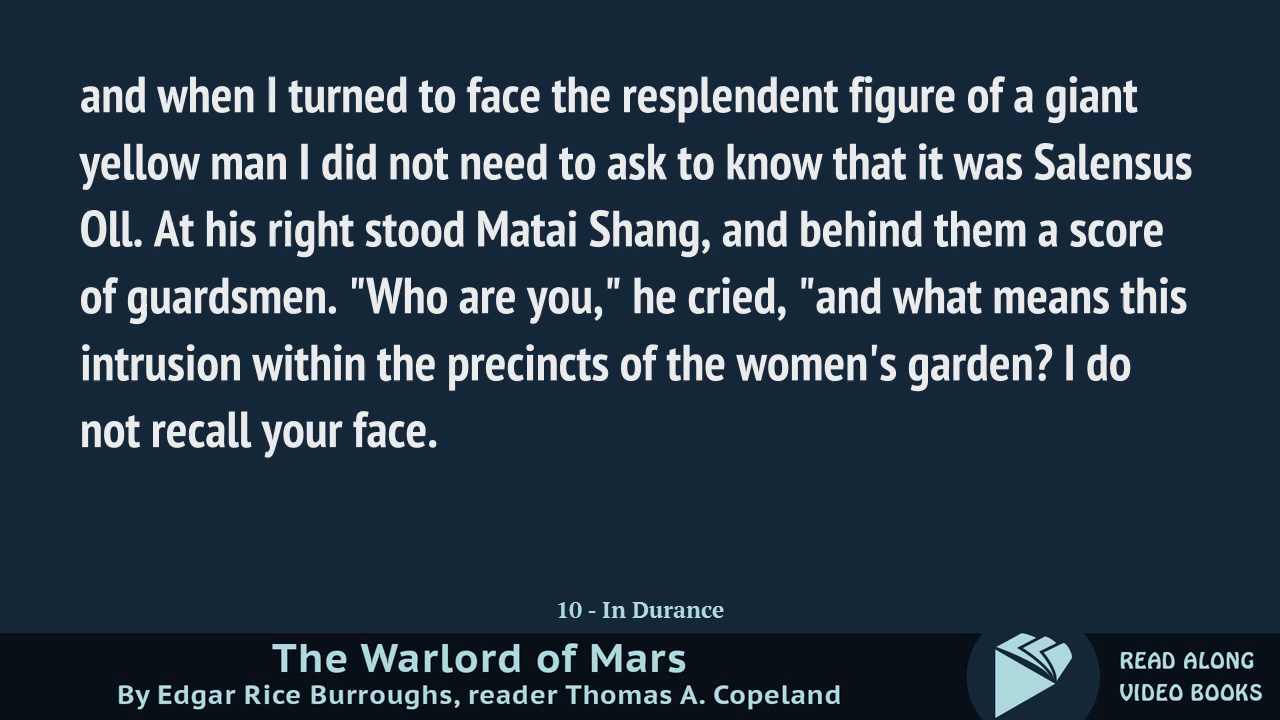 and when I turned to face the resplendent figure of a giant
yellow man I did not need to ask to know that it was Salensus
Oll. At his right stood Matai Shang, and behind them a score
of guardsmen. "Who are you," he cried, "and what means this
intrusion within the precincts of the women's garden? I do
not recall your face.
10 - In Durance
The Warlord of Mars
By Edgar Rice Burroughs, reader Thomas A. Copeland
READ ALONG
VIDEO BOOKS